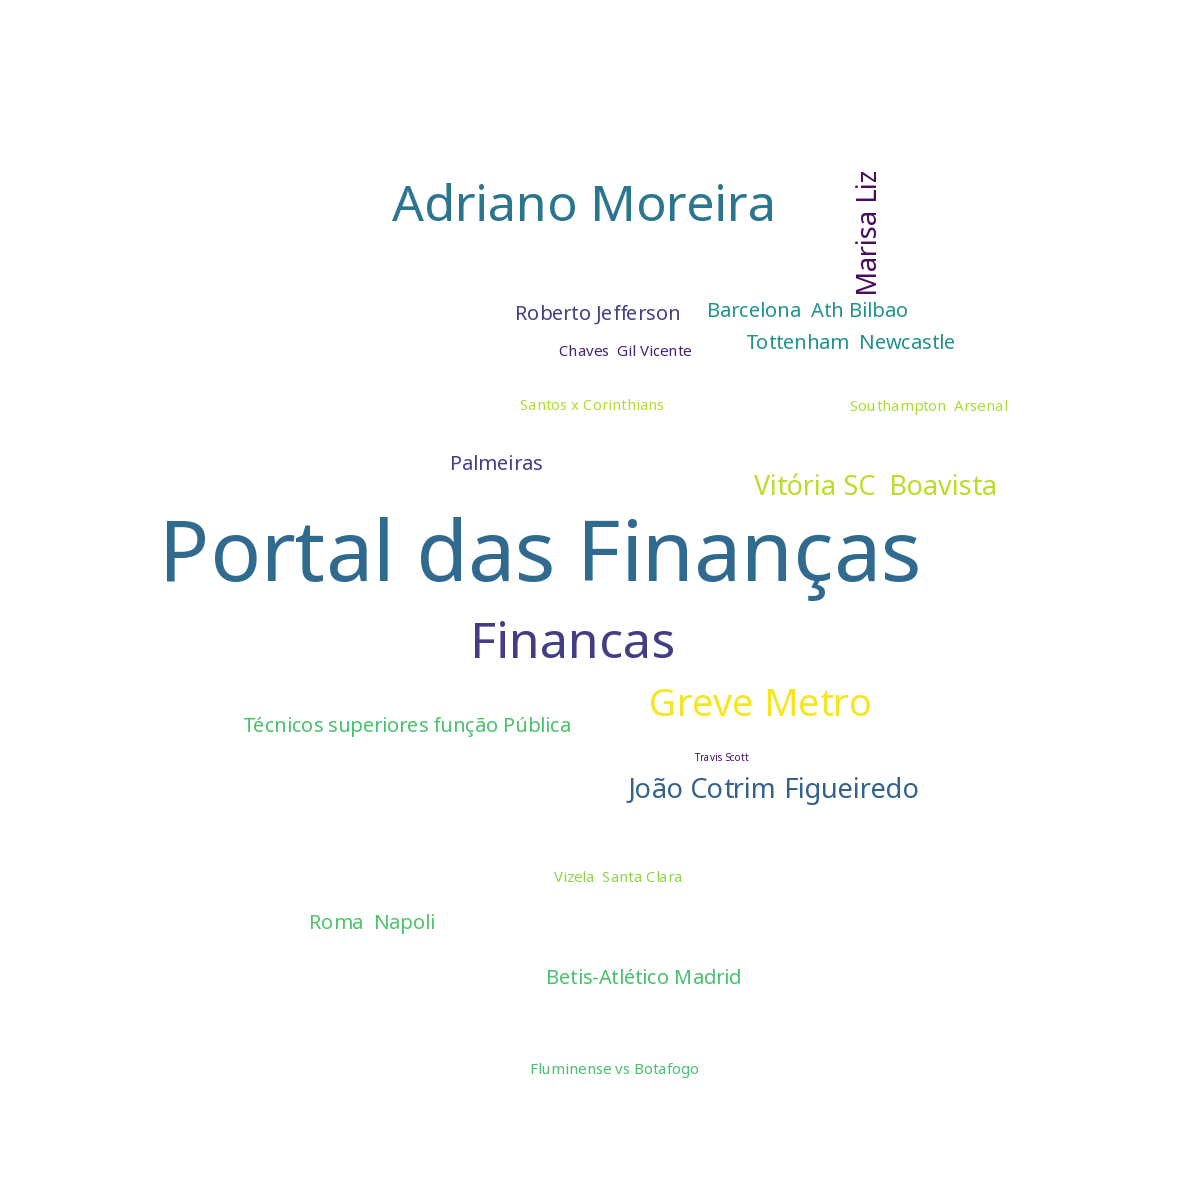 Adriano Moreira
Marisa Liz
Roberto Jefferson
Barcelona Ath Bilbao
Tottenham Newcastle
Chaves Gil Vicente
Santos x Corinthians
Southampton Arsenal
Palmeiras
Vitória SC Boavista
Portal das Finanças
Financas
Greve Metro
Técnicos superiores função Pública
Travis Scott
João Cotrim Figueiredo
Vizela Santa Clara
Roma Napoli
Betis-Atlético Madrid
Fluminense vs Botafogo